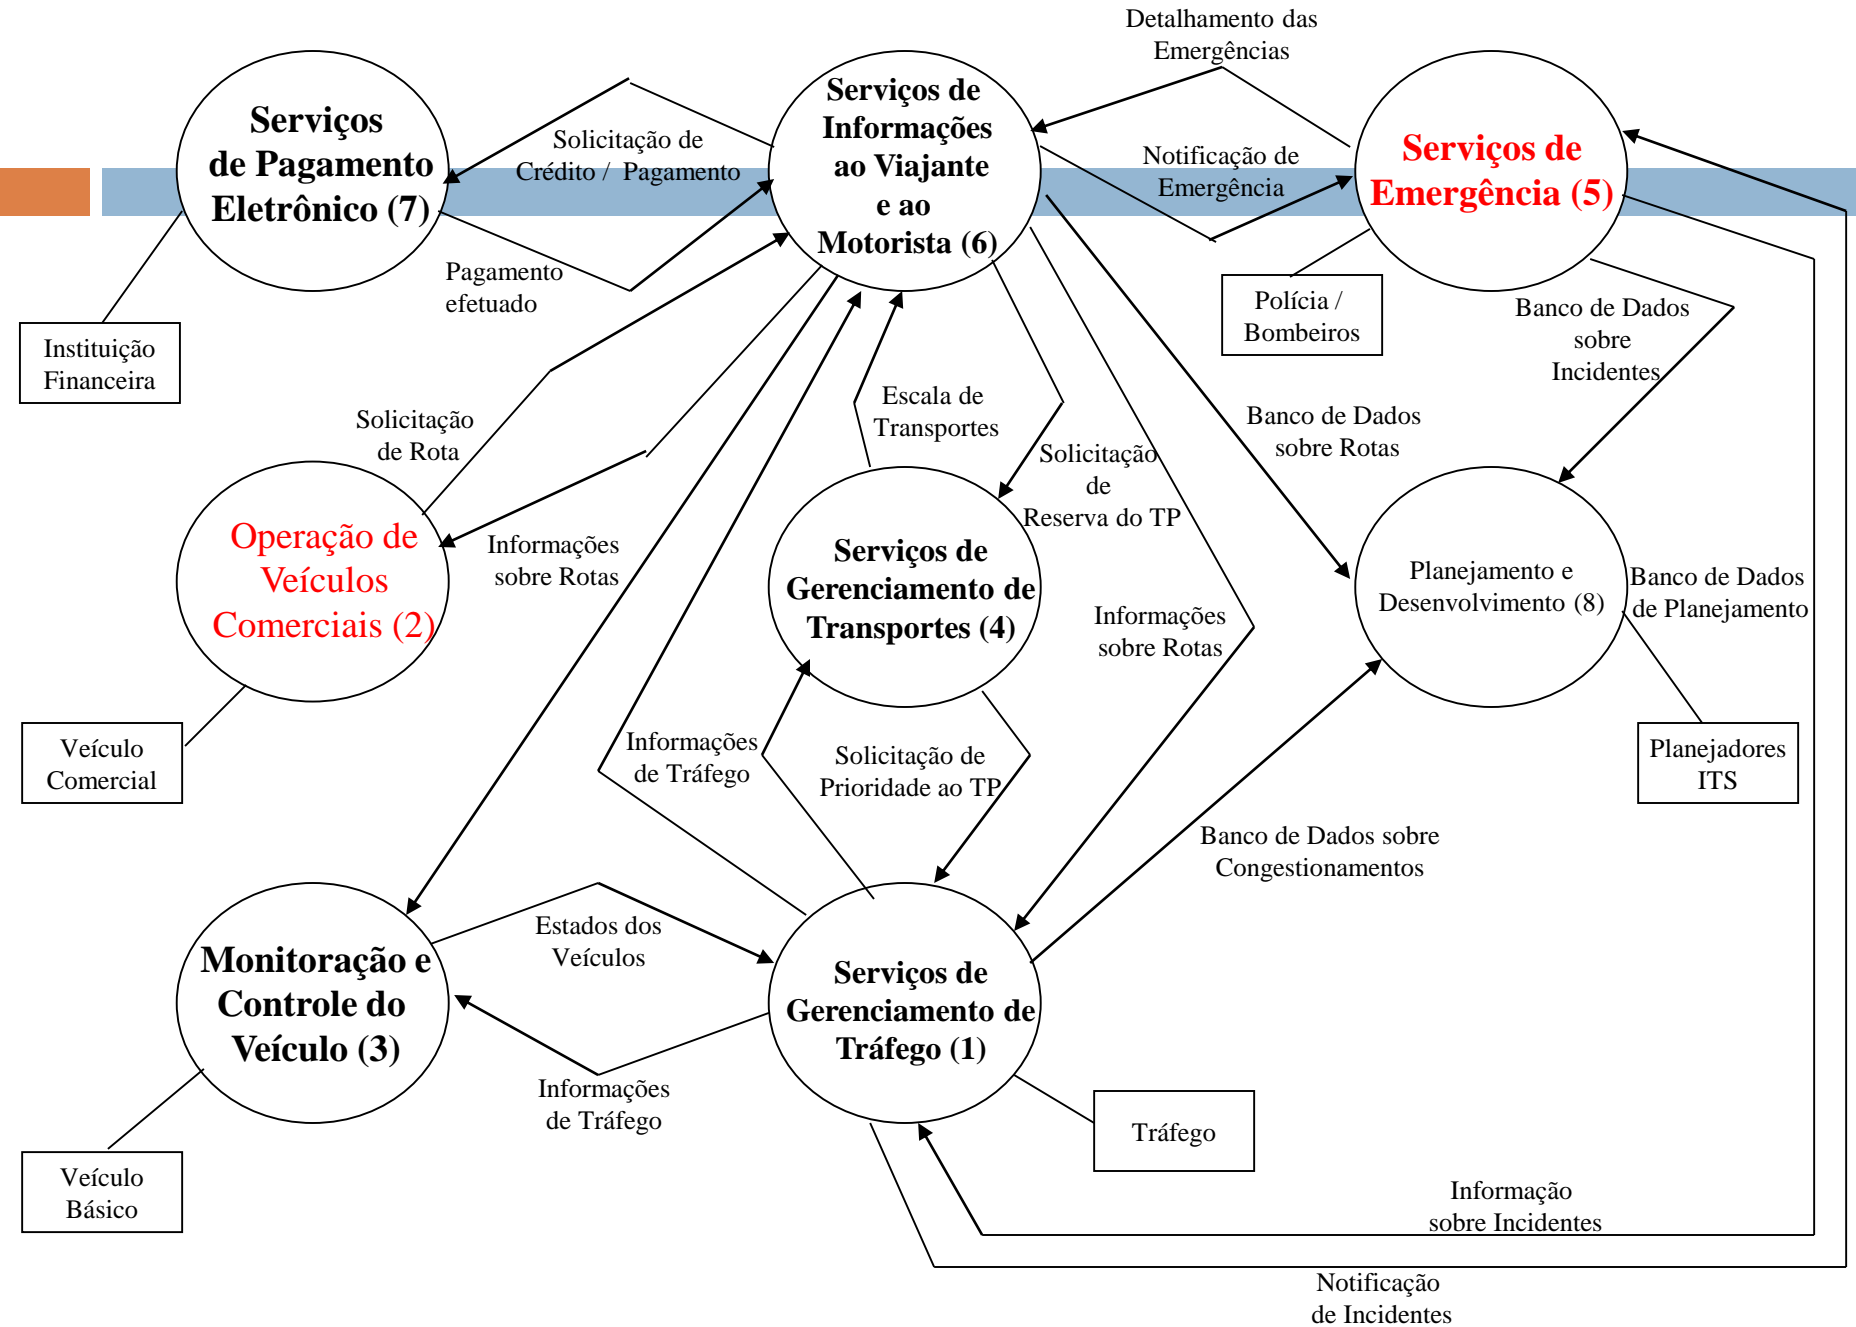 Detalhamento das
Emergências
Serviços
de Pagamento
Eletrônico (7)
Solicitação de
Crédito / Pagamento
Serviços de
Informações
ao Viajante
e ao
Motorista (6)
Notificação de
Emergência
Serviços de
Emergência (5)
Pagamento
efetuado
Polícia /
Bombeiros
Banco de Dados
sobre
Incidentes
Instituição
Financeira
Solicitação
de Rota
Escala de
Transportes
Solicitação
de
Reserva do TP
Banco de Dados
sobre Rotas
Operação de
Veículos
Comerciais (2)
Informações
sobre Rotas
Serviços de
Gerenciamento de
Transportes (4)
Informações
sobre Rotas
Planejamento e
Desenvolvimento (8)
Banco de Dados
de Planejamento
Veículo
Comercial
Informações
de Tráfego
Solicitação de
Prioridade ao TP
Planejadores
ITS
Banco de Dados sobre
Congestionamentos
Monitoração e
Controle do
Veículo (3)
Estados dos
Veículos
Serviços de
Gerenciamento de
Tráfego (1)
Informações
de Tráfego
Tráfego
Veículo
Básico
Informação
sobre Incidentes
Notificação
de Incidentes